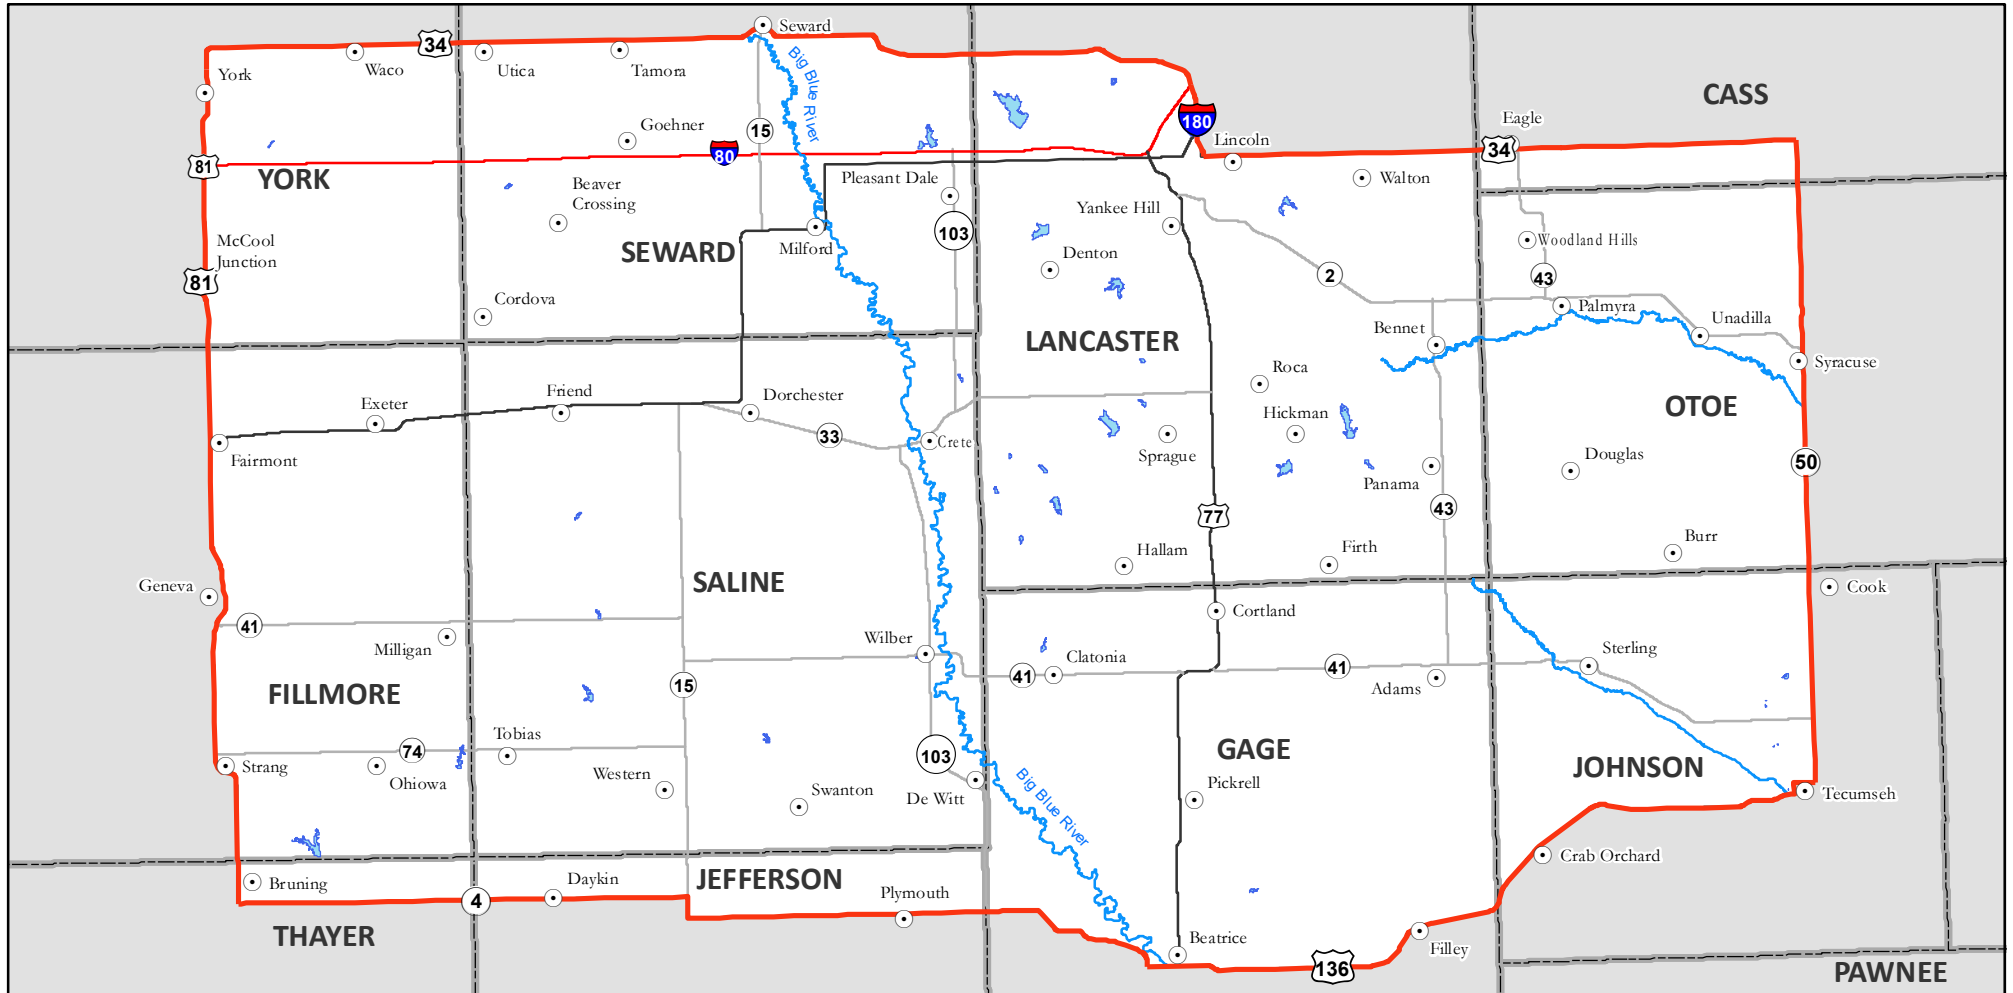 Seward
34
Waco
Utica
Tamora
York
Big Blue
River
CASS
Goehner
15
180
Lincoln
Eagle
34
81
80
YORK
Beaver
Crossing
Pleasant Dale
Walton
Yankee Hill
McCool
Junction
SEWARD
Milford
103
Denton
Woodland Hills
81
2
43
Cordova
Palmyra
Unadilla
Bennet
LANCASTER
Syracuse
Roca
Exeter
Friend
Dorchester
Hickman
OTOE
33
Crete
Fairmont
Sprague
Douglas
50
Panama
77
43
Burr
Hallam
Firth
Geneva
SALINE
Cook
Cortland
41
Milligan
Wilber
Clatonia
Sterling
41
41
FILLMORE
15
Adams
Tobias
74
103
GAGE
JOHNSON
Strang
Ohiowa
Western
Swanton
De Witt
Pickrell
Tecumseh
Big Blue River
Crab Orchard
Bruning
Daykin
JEFFERSON
Plymouth
4
THAYER
Beatrice
Filley
136
PAWNEE